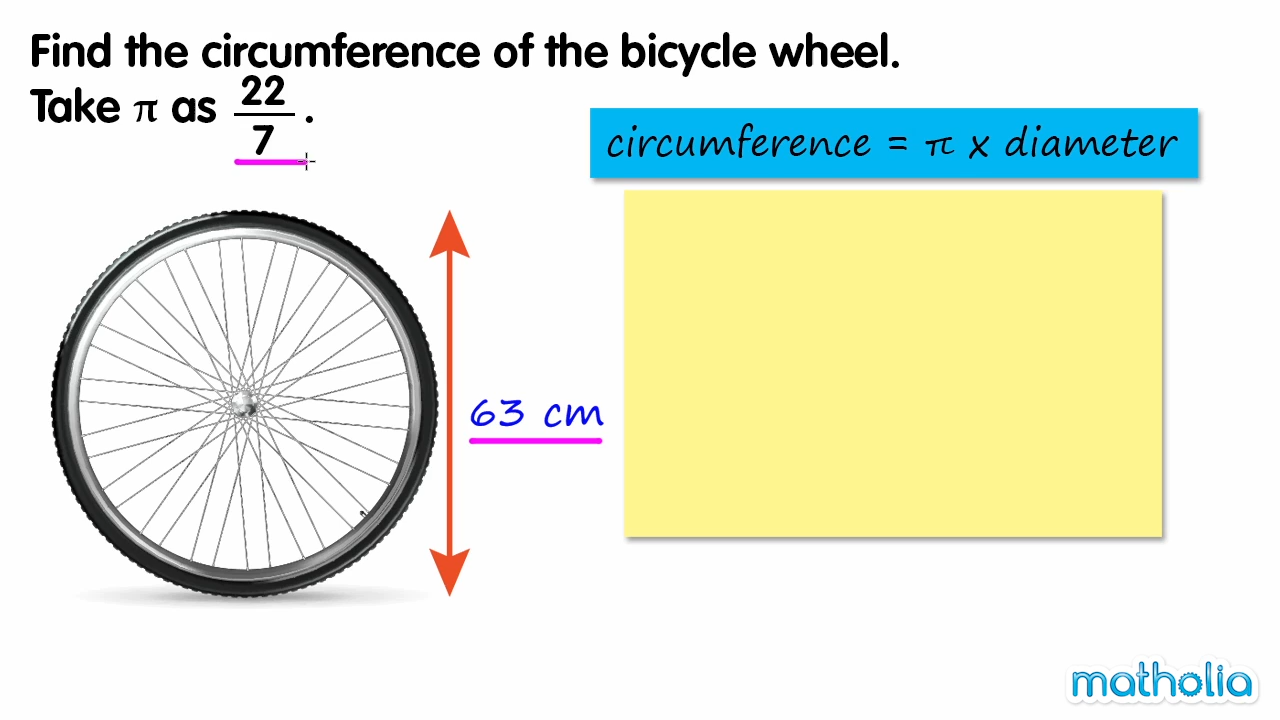 Find the circumference of the bicycle wheel.
Take π as 22/7.
circumference = π x diameter
63 cm
matholia